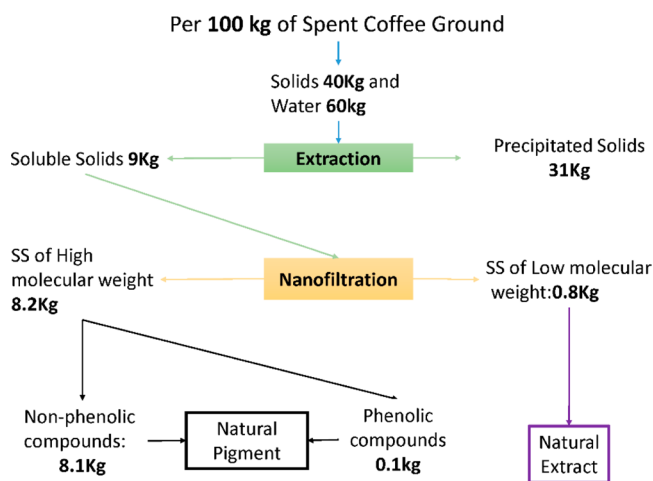 Per 100 kg of Spent Coffee Ground
Solids 40Kg and
Water 60kg
Soluble Solids 9Kg
Extraction
Precipitated Solids
31Kg
SS of High
molecular weight
8.2Kg
Nanofiltration
SS of Low molecular
weight:0.8Kg
Non-phenolic
compounds:
8.1Kg
Natural
Pigment
Phenolic
compounds
0.1kg
Natural
Extract